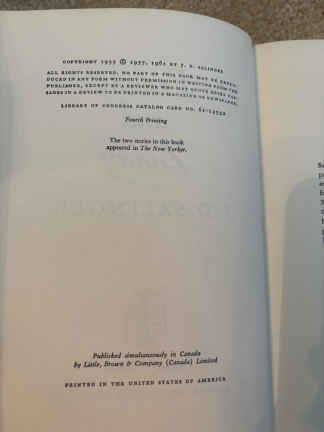 COPYRIGHT 1955 © 1957, 1961 BY J. D. SALINGER
ALL RIGHTS RESERVED. NO PART OF THIS BOOK MAY BE REPRO-
DUCED IN ANY FORM WITHOUT PERMISSION IN WRITING FROM THE
PUBLISHER, EXCEPT BY A REVIEWER WHO MAY QUOTE BRIEF PAS-
SAGES IN A REVIEW TO BE PRINTED IN A MAGAZINE OR NEWSPAPER.
LIBRARY OF CONGRESS CATALOG CARD NO.
Fourth Printing
The two stories in this book
appeared in The New Yorker.
Published simultaneously in Canada
by Little, Brown & Company (Canada) Limited
PRINTED IN THE UNITED STATES OF AMERICA